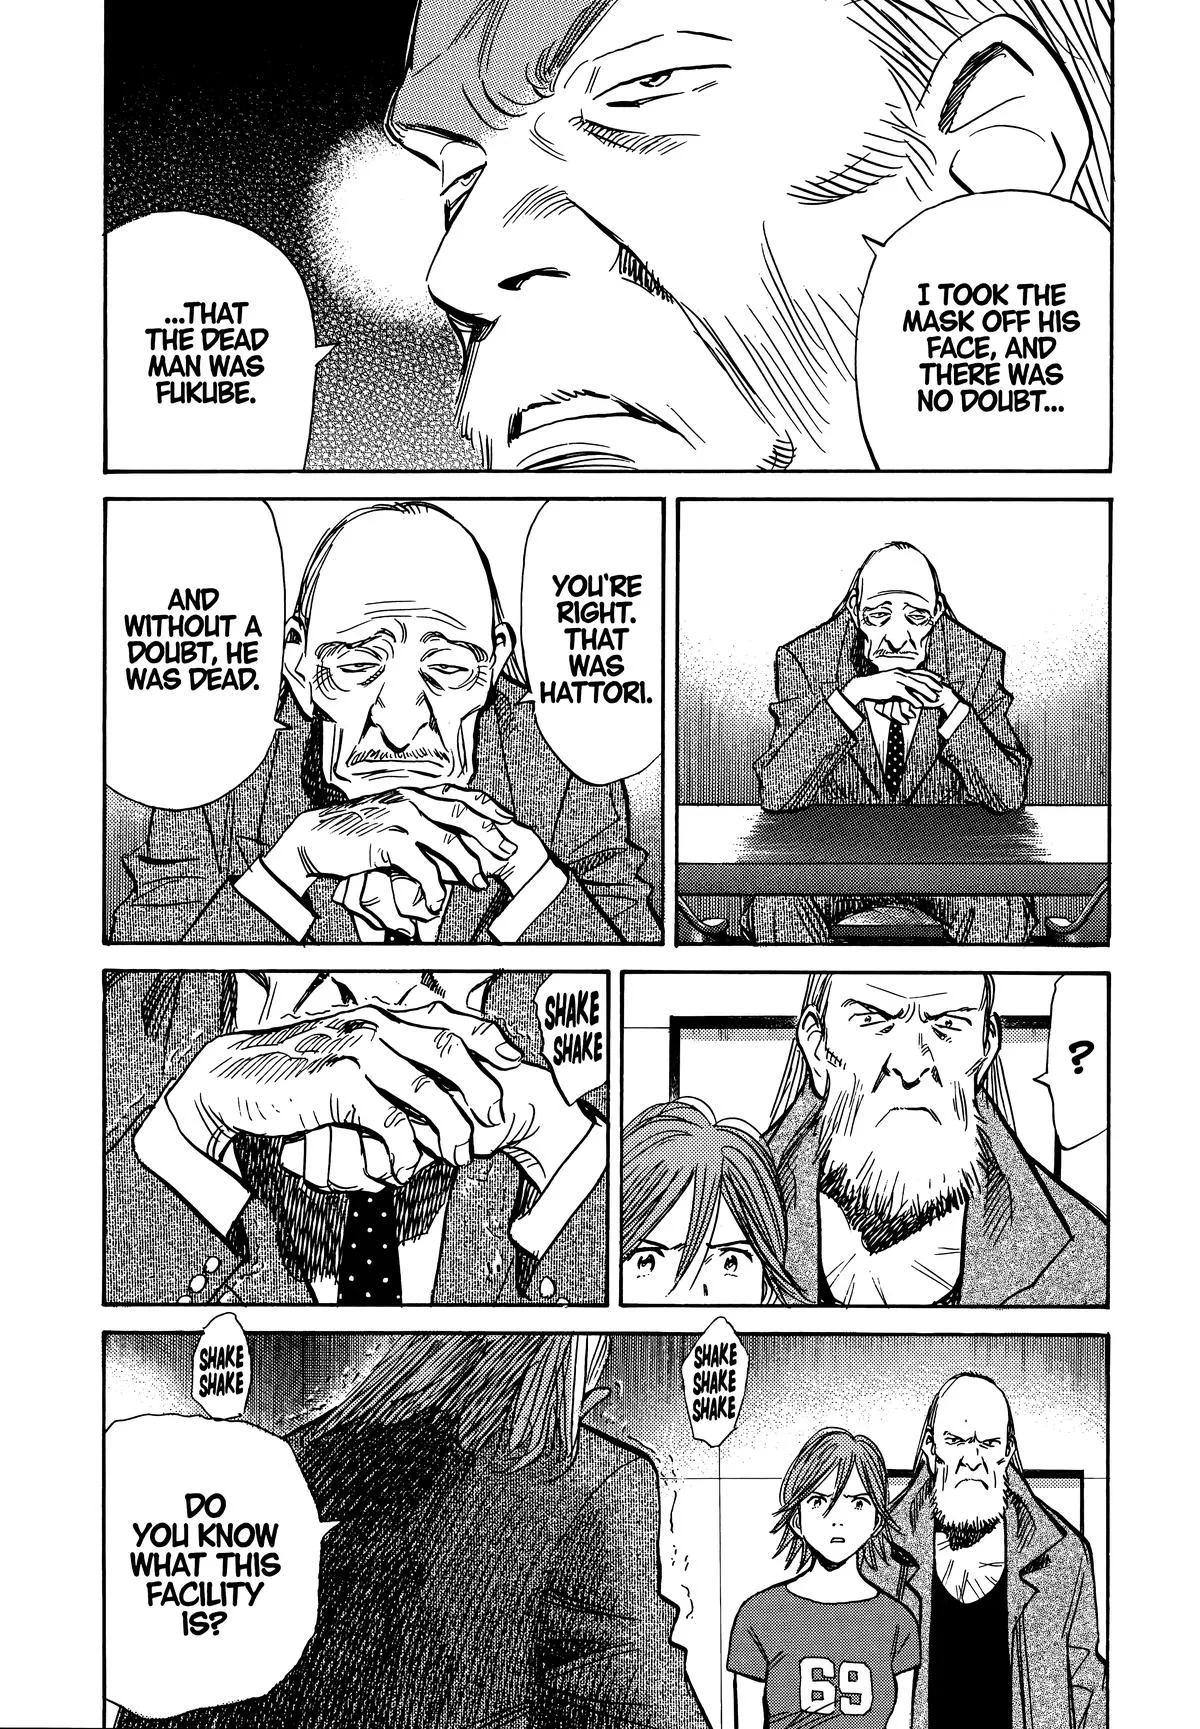 I TOOK THE
MASK OFF HIS
FACE, AND
THERE WAS
NO DOUBT...
...THAT
THE DEAD
MAN WAS
FUKUBE.
YOU'RE
RIGHT.
THAT
WAS
HATTORI.
AND
WITHOUT A
DOUBT, HE
WAS DEAD.
?
SHAKE
SHAKE
SHAKE
SHAKE
SHAKE
SHAKE
SHAKE
DO
YOU KNOW
WHAT THIS
FACILITY
IS?
69